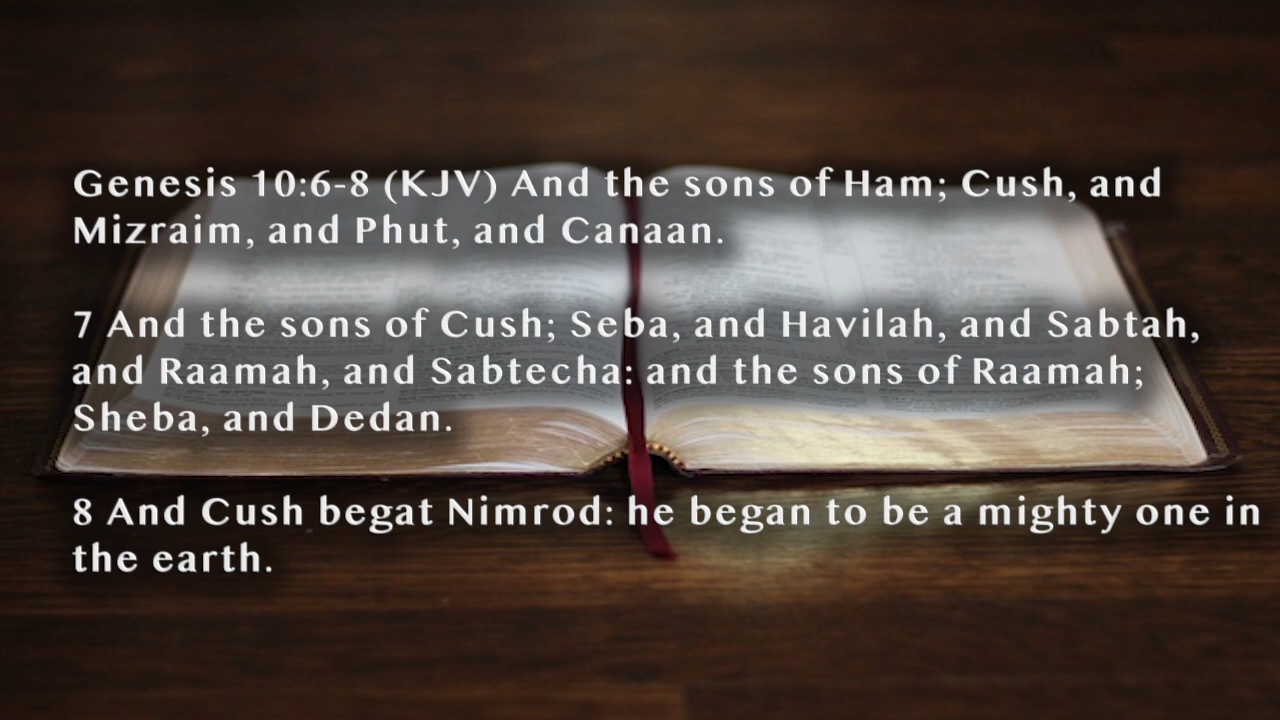 Genesis 10:6-8 (KJV) And the sons of Ham; Cush, and
Mizraim, and Phut, and Canaan.
7 And the sons of Cush; Seba, and Havilah, and Sabtah,
and Raamah, and Sabtecha: and the sons of Raamah;
Sheba, and Dedan.
8 And Cush begat Nimrod: he began to be a mighty one in
the earth.